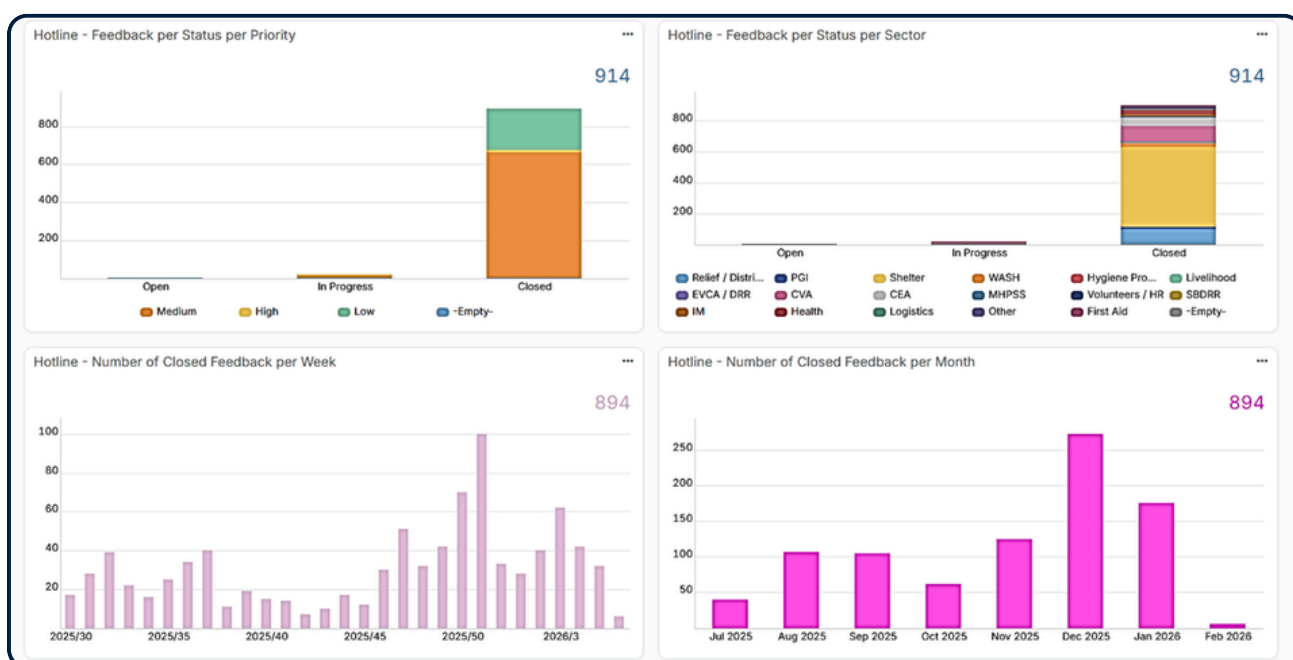 Hotline - Feedback per Status per Priority
...
914
800
600
400
200
Open In Progress Closed
Medium High Low -Empty-
Hotline - Feedback per Status per Sector
...
914
800
600
400
200
Open In Progress Closed
Relief / Distri... PGI Shelter WASH Hygiene Pro... Livelihood
EVCA / DRR CVA CEA MHPSS Volunteers / HR SBDRR
IM Health Logistics Other First Aid -Empty-
Hotline - Number of Closed Feedback per Week
...
894
100
80
60
40
20
2025/30 2025/35 2025/40 2025/45 2025/50 2026/3
Hotline - Number of Closed Feedback per Month
...
894
250
200
150
100
50
Jul 2025 Aug 2025 Sep 2025 Oct 2025 Nov 2025 Dec 2025 Jan 2026 Feb 2026